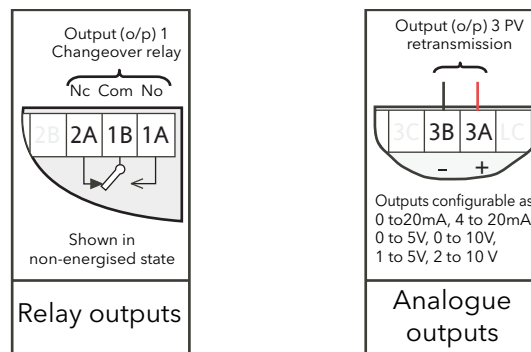 Output (o/p) 1
Changeover relay
Nc Com No
2B 2A 1B 1A
Shown in
non-energised state
Relay outputs
Output (o/p) 3 PV
retransmission
3C 3B 3A LC
– +
Outputs configurable as
0 to20mA, 4 to 20mA
0 to 5V, 0 to 10V,
1 to 5V, 2 to 10 V
Analogue
outputs